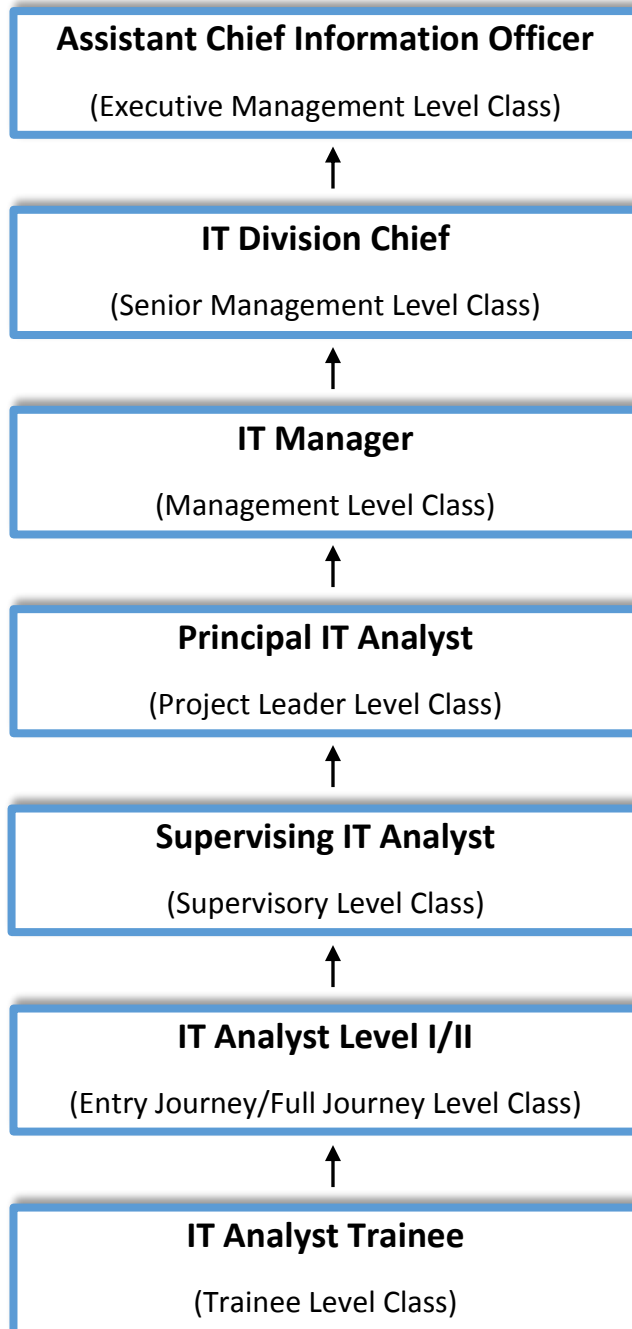 Assistant Chief Information Officer
(Executive Management Level Class)
IT Division Chief
(Senior Management Level Class)
IT Manager
(Management Level Class)
Principal IT Analyst
(Project Leader Level Class)
Supervising IT Analyst
(Supervisory Level Class)
IT Analyst Level I/II
(Entry Journey/Full Journey Level Class)
IT Analyst Trainee
(Trainee Level Class)